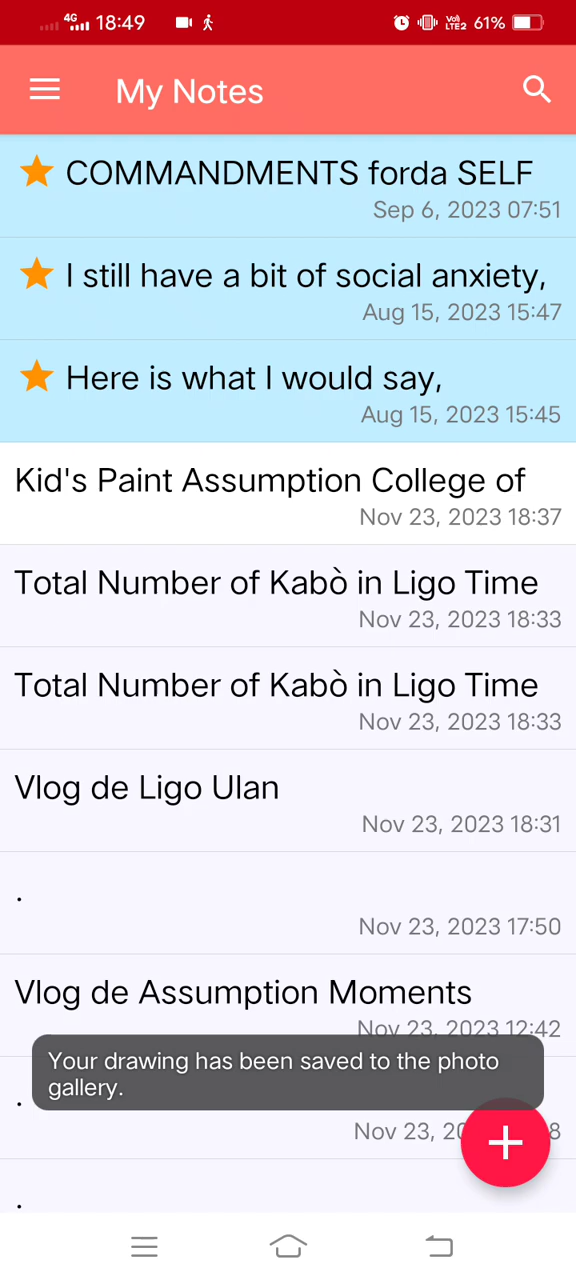 4G 18:49 Vo) LTE2 61%
My Notes
COMMANDMENTS forda SELF
Sep 6, 2023 07:51
I still have a bit of social anxiety,
Aug 15, 2023 15:47
Here is what I would say,
Aug 15, 2023 15:45
Kid's Paint Assumption College of
Nov 23, 2023 18:37
Total Number of Kabò in Ligo Time
Nov 23, 2023 18:33
Total Number of Kabò in Ligo Time
Nov 23, 2023 18:33
Vlog de Ligo Ulan
Nov 23, 2023 18:31
.
Nov 23, 2023 17:50
Vlog de Assumption Moments
Nov 23, 2023 12:42
Your drawing has been saved to the photo
gallery.
.
Nov 23, 8
.